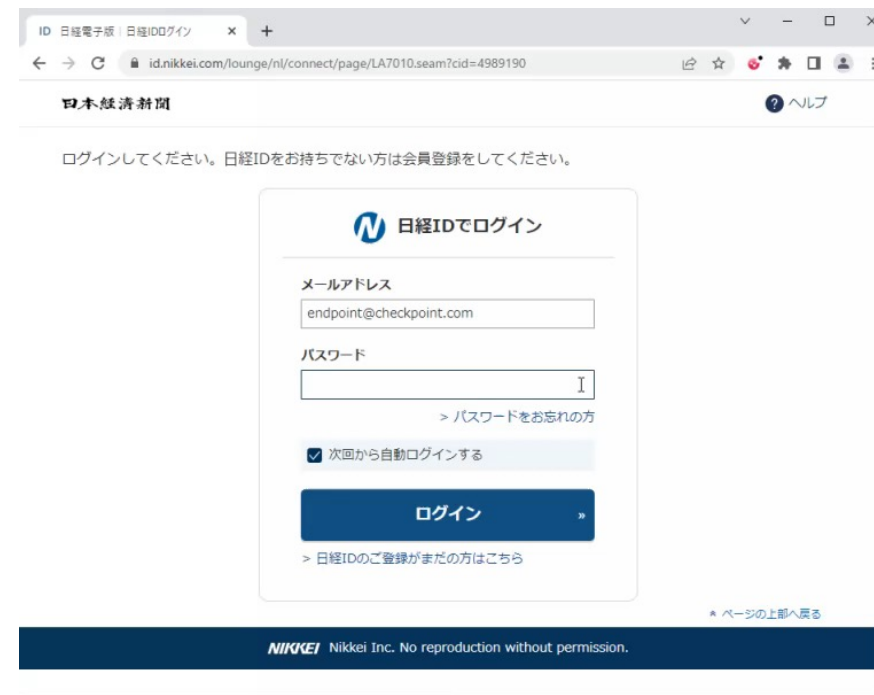 ID 日経電子版 | 日経IDログイン
id.nikkei.com/lounge/nl/connect/page/LA7010.seam?cid=4989190
日本経済新聞
? ヘルプ
ログインしてください。日経IDをお持ちでない方は会員登録をしてください。
日経IDでログイン
メールアドレス
endpoint@checkpoint.com
パスワード
> パスワードをお忘れの方
次回から自動ログインする
ログイン »
> 日経IDのご登録がまだの方はこちら
ページの上部へ戻る
NIKKEI Nikkei Inc. No reproduction without permission.